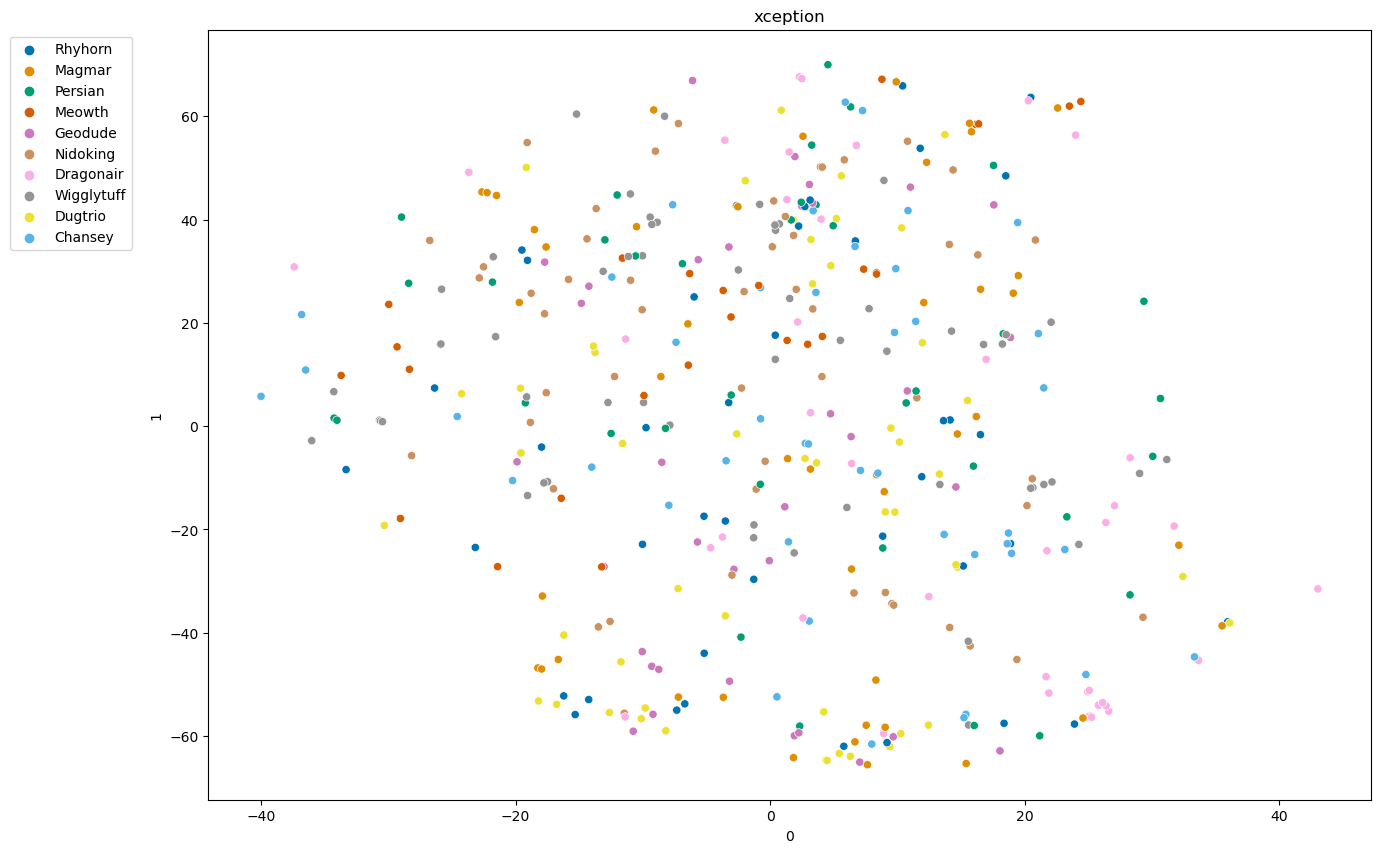 xception
Rhyhorn
Magmar
Persian
Meowth
Geodude
Nidoking
Dragonair
Wigglytuff
Dugtrio
Chansey
60
40
20
0
−20
−40
−60
1
−40
−20
0
20
40
0